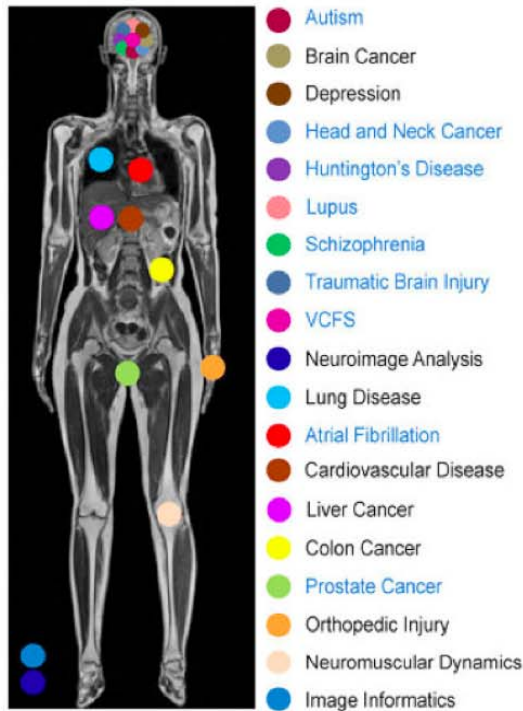 Autism
Brain Cancer
Depression
Head and Neck Cancer
Huntington's Disease
Lupus
Schizophrenia
Traumatic Brain Injury
VCFS
Neuroimage Analysis
Lung Disease
Atrial Fibrillation
Cardiovascular Disease
Liver Cancer
Colon Cancer
Prostate Cancer
Orthopedic Injury
Neuromuscular Dynamics
Image Informatics